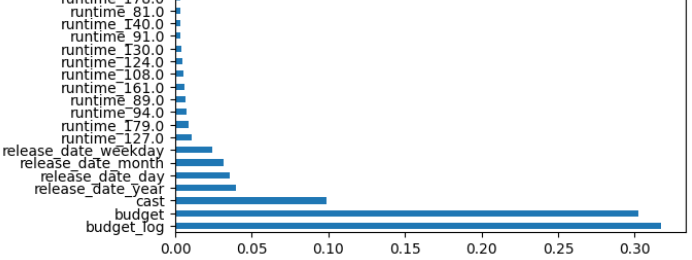 runtime_178.0
runtime_81.0
runtime_140.0
runtime_91.0
runtime_130.0
runtime_124.0
runtime_108.0
runtime_161.0
runtime_89.0
runtime_94.0
runtime_179.0
runtime_127.0
release_date_weekday
release_date_month
release_date_day
release_date_year
cast
budget
budget_log
0.00 0.05 0.10 0.15 0.20 0.25 0.30